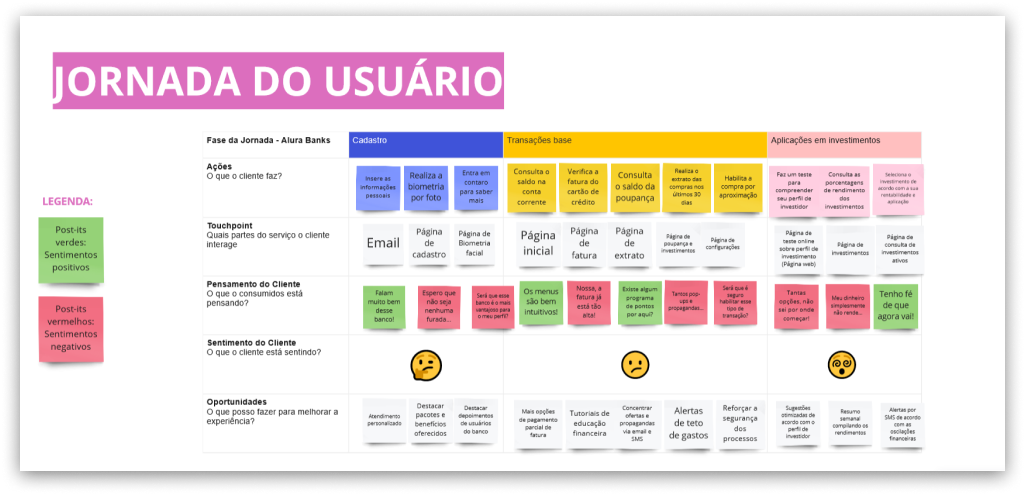 JORNADA DO USUÁRIO
Fase da Jornada - Alura Banks
Cadastro
Transações base
Aplicações em investimentos
Ações
O que o cliente faz?
Insere as
informações
pessoais
Realiza a
biometria
por foto
Entra em
contaro
para saber
mais
Consulta o
saldo na
conta
corrente
Verifica a
fatura do
cartão de
crédito
Consulta
o saldo da
poupança
Realiza o
extrato das
compras nos
últimos 30
dias
Habilita a
compra por
aproximação
Faz um teste
para
compreender
seu perfil de
investidor
Consulta as
porcentagens
de rendimento
dos
investimentos
Seleciona o
investimento de
acordo com a sua
rentabilidade e
aplicação
LEGENDA:
Post-its
verdes:
Sentimentos
positivos
Post-its
vermelhos:
Sentimentos
negativos
Touchpoint
Quais partes do serviço o cliente
interage
Email
Página
de
cadastro
Página de
Biometria
facial
Página
inicial
Página
de
fatura
Página
de
extrato
Página de
poupança e
investimentos
Página de
configurações
Página de
teste online
sobre perfil de
investimento
(Página web)
Página de
investimentos
Página de
consulta de
investimentos
ativos
Pensamento do Cliente
O que o consumidos está
pensando?
Falam
muito bem
desse
banco!
Espero que
não seja
nenhuma
furada...
Será que esse
banco é o mais
vantajoso para
o meu perfil?
Os menus
são bem
intuitivos!
Nossa, a
fatura já
está tão
alta!
Existe algum
programa
de pontos
por aqui?
Tantos pop-
ups e
propagandas...
Será que é
seguro
habilitar esse
tipo de
transação?
Tantas
opções, não
sai por onde
começar!
Meu dinheiro
simplesmente
não rende...
Tenho fé
de que
agora vai!
Sentimento do Cliente
O que o cliente está sentindo?
Oportunidades
O que posso fazer para melhorar a
experiência?
Atendimento
personalizado
Destacar
pacotes e
benefícios
oferecidos
Destacar
depoimentos
de usuários
do banco
Mais opções
de pagamento
parcial de
fatura
Tutoriais de
educação
financeira
Concentrar
ofertas e
propagandas
via email e
SMS
Alertas
de teto
de gastos
Reforçar a
segurança
dos
processos
Sugestões
otimizadas de
acordo com o
perfil de
investidor
Resumo
semanal
compilando os
rendimentos
Alertas por
SMS de acordo
com as
oscilações
financeiras